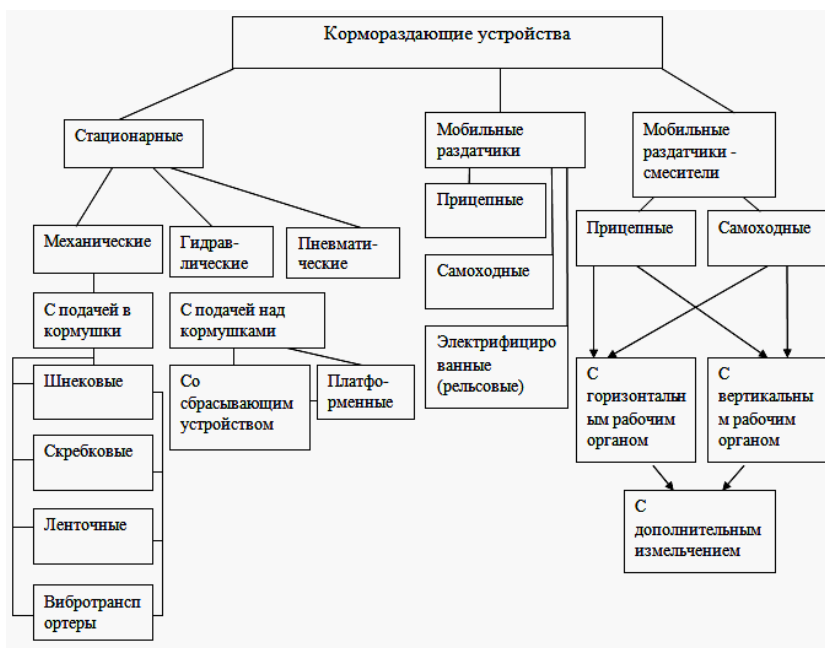 Кормораздающие устройства
Стационарные
Мобильные
раздатчики
Мобильные
раздатчики -
смесители
Прицепные
Прицепные
Самоходные
Механические
Гидрав-
лические
Пневмати-
ческие
Самоходные
С подачей в
кормушки
С подачей над
кормушками
Электрифициро
ванные
(рельсовые)
Шнековые
Со
сбрасывающим
устройством
Платфо-
рменные
С
горизонтальн
ым рабочим
органом
С
вертикальны
м рабочим
органом
Скребковые
Ленточные
С
дополнительным
измельчением
Вибротрансп
ортеры